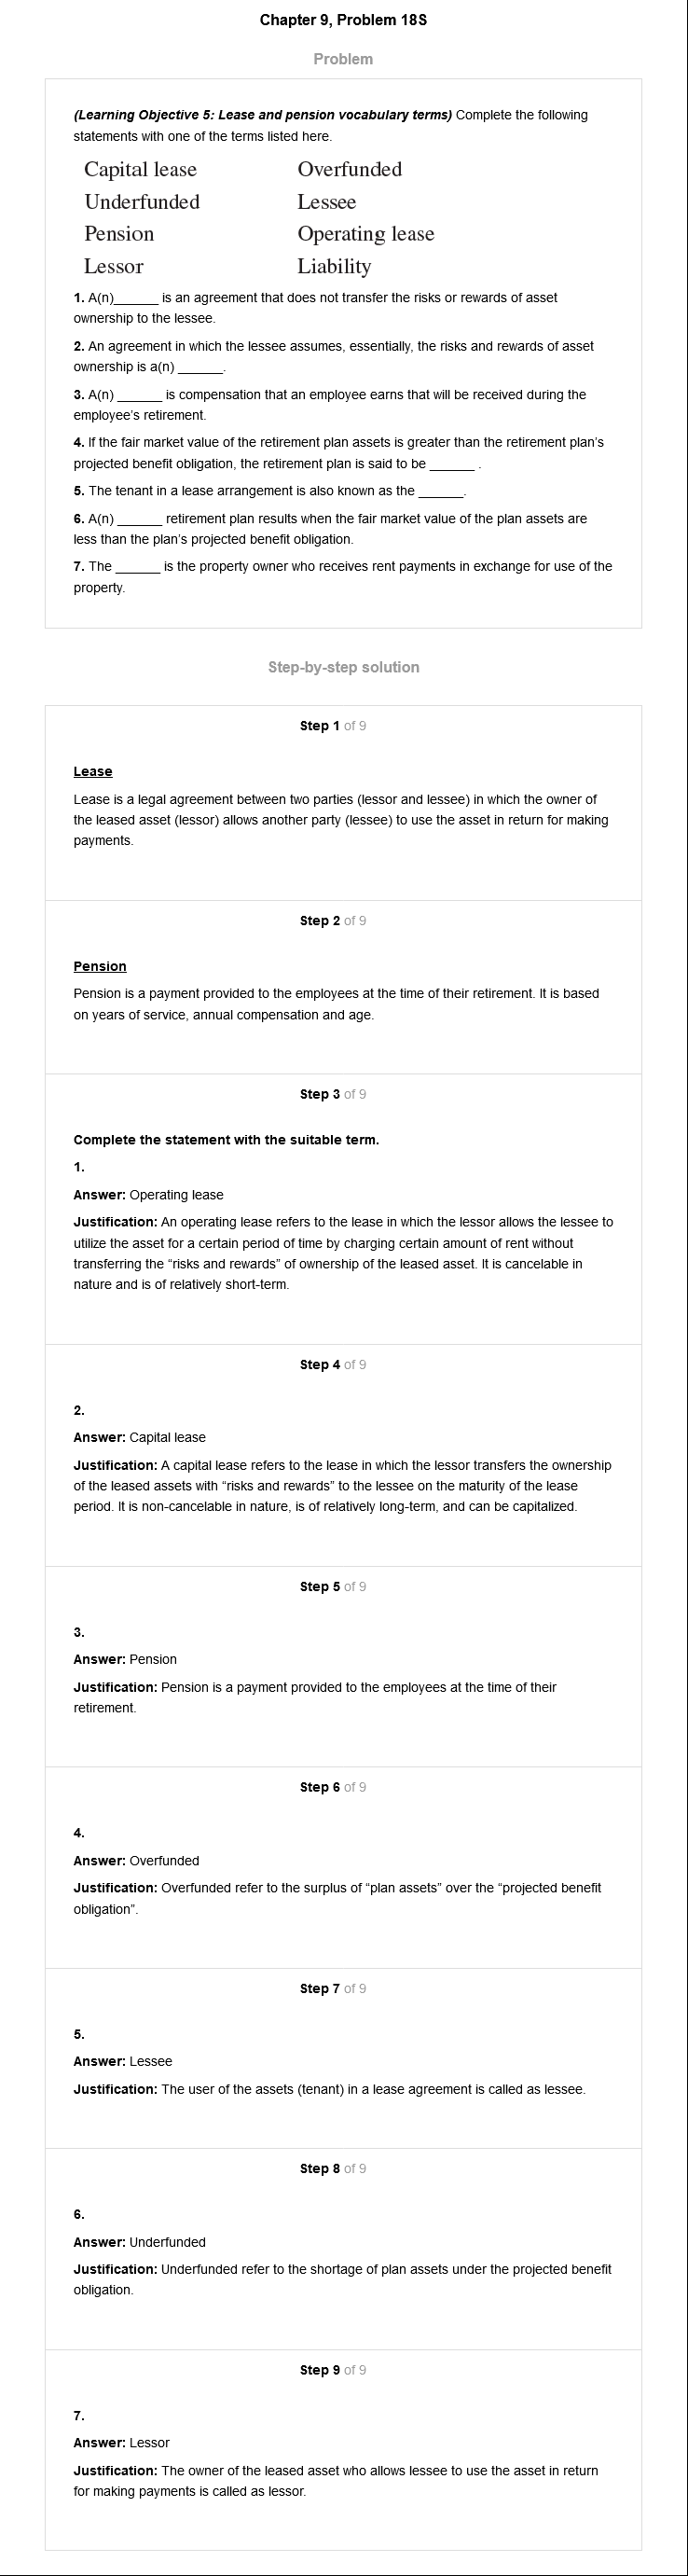 Chapter 9, Problem 18S
Problem
(Learning Objective 5: Lease and pension vocabulary terms) Complete the following
statements with one of the terms listed here.
Capital lease Overfunded
Underfunded Lessee
Pension Operating lease
Lessor Liability
1. A(n)______ is an agreement that does not transfer the risks or rewards of asset
ownership to the lessee.
2. An agreement in which the lessee assumes, essentially, the risks and rewards of asset
ownership is a(n) ______.
3. A(n) ______ is compensation that an employee earns that will be received during the
employee's retirement.
4. If the fair market value of the retirement plan assets is greater than the retirement plan's
projected benefit obligation, the retirement plan is said to be ______ .
5. The tenant in a lease arrangement is also known as the ______.
6. A(n) ______ retirement plan results when the fair market value of the plan assets are
less than the plan's projected benefit obligation.
7. The ______ is the property owner who receives rent payments in exchange for use of the
property.
Step-by-step solution
Step 1 of 9
Lease
Lease is a legal agreement between two parties (lessor and lessee) in which the owner of
the leased asset (lessor) allows another party (lessee) to use the asset in return for making
payments.
Step 2 of 9
Pension
Pension is a payment provided to the employees at the time of their retirement. It is based
on years of service, annual compensation and age.
Step 3 of 9
Complete the statement with the suitable term.
1.
Answer: Operating lease
Justification: An operating lease refers to the lease in which the lessor allows the lessee to
utilize the asset for a certain period of time by charging certain amount of rent without
transferring the “risks and rewards” of ownership of the leased asset. It is cancelable in
nature and is of relatively short-term.
Step 4 of 9
2.
Answer: Capital lease
Justification: A capital lease refers to the lease in which the lessor transfers the ownership
of the leased assets with “risks and rewards” to the lessee on the maturity of the lease
period. It is non-cancelable in nature, is of relatively long-term, and can be capitalized.
Step 5 of 9
3.
Answer: Pension
Justification: Pension is a payment provided to the employees at the time of their
retirement.
Step 6 of 9
4.
Answer: Overfunded
Justification: Overfunded refer to the surplus of “plan assets” over the “projected benefit
obligation”.
Step 7 of 9
5.
Answer: Lessee
Justification: The user of the assets (tenant) in a lease agreement is called as lessee.
Step 8 of 9
6.
Answer: Underfunded
Justification: Underfunded refer to the shortage of plan assets under the projected benefit
obligation.
Step 9 of 9
7.
Answer: Lessor
Justification: The owner of the leased asset who allows lessee to use the asset in return
for making payments is called as lessor.